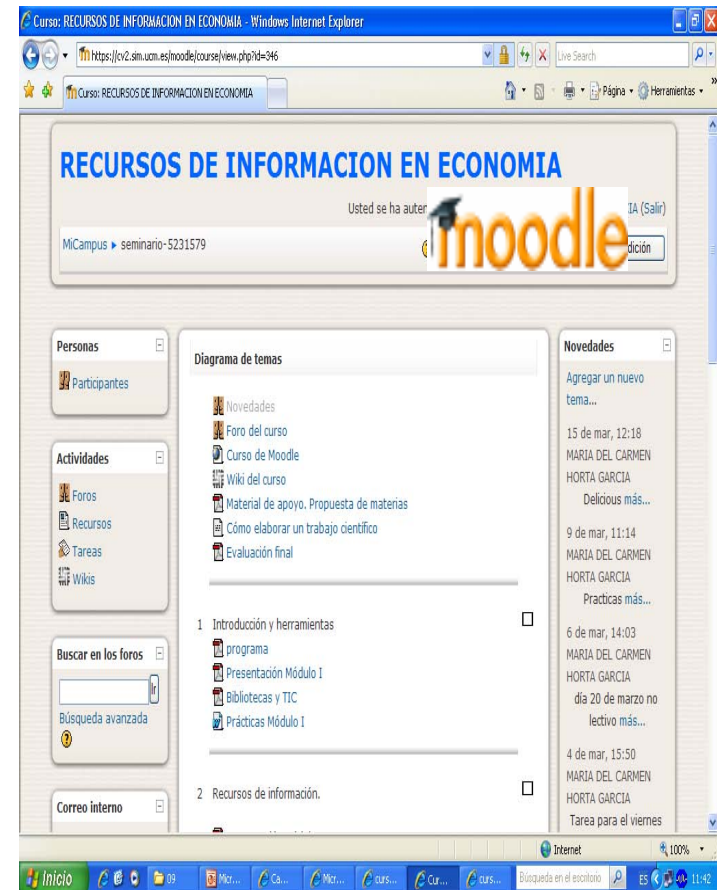 Curso: RECURSOS DE INFORMACION EN ECONOMIA - Windows Internet Explorer
https://cv2.sim.ucm.es/moodle/course/view.php?id=346
Live Search
Curso: RECURSOS DE INFORMACION EN ECONOMIA
Página
Herramientas
RECURSOS DE INFORMACION EN ECONOMIA
Usted se ha auten
IA (Salir)
moodle
MiCampus ► seminario-5231579
dición
Personas
Participantes
Actividades
Foros
Recursos
Tareas
Wikis
Buscar en los foros
Ir
Búsqueda avanzada
Correo interno
Diagrama de temas
Novedades
Foro del curso
Curso de Moodle
Wiki del curso
Material de apoyo. Propuesta de materias
Cómo elaborar un trabajo científico
Evaluación final
1 Introducción y herramientas
programa
Presentación Módulo I
Bibliotecas y TIC
Prácticas Módulo I
2 Recursos de información.
Novedades
Agregar un nuevo
tema...
15 de mar, 12:18
MARIA DEL CARMEN
HORTA GARCIA
Delicious más...
9 de mar, 11:14
MARIA DEL CARMEN
HORTA GARCIA
Practicas más...
6 de mar, 14:03
MARIA DEL CARMEN
HORTA GARCIA
día 20 de marzo no
lectivo más...
4 de mar, 15:50
MARIA DEL CARMEN
HORTA GARCIA
Tarea para el viernes
Internet
100%
Inicio
09
Micr...
Ca...
Micr...
curs...
Cur...
curs...
Búsqueda en el escritorio
ES
11:42